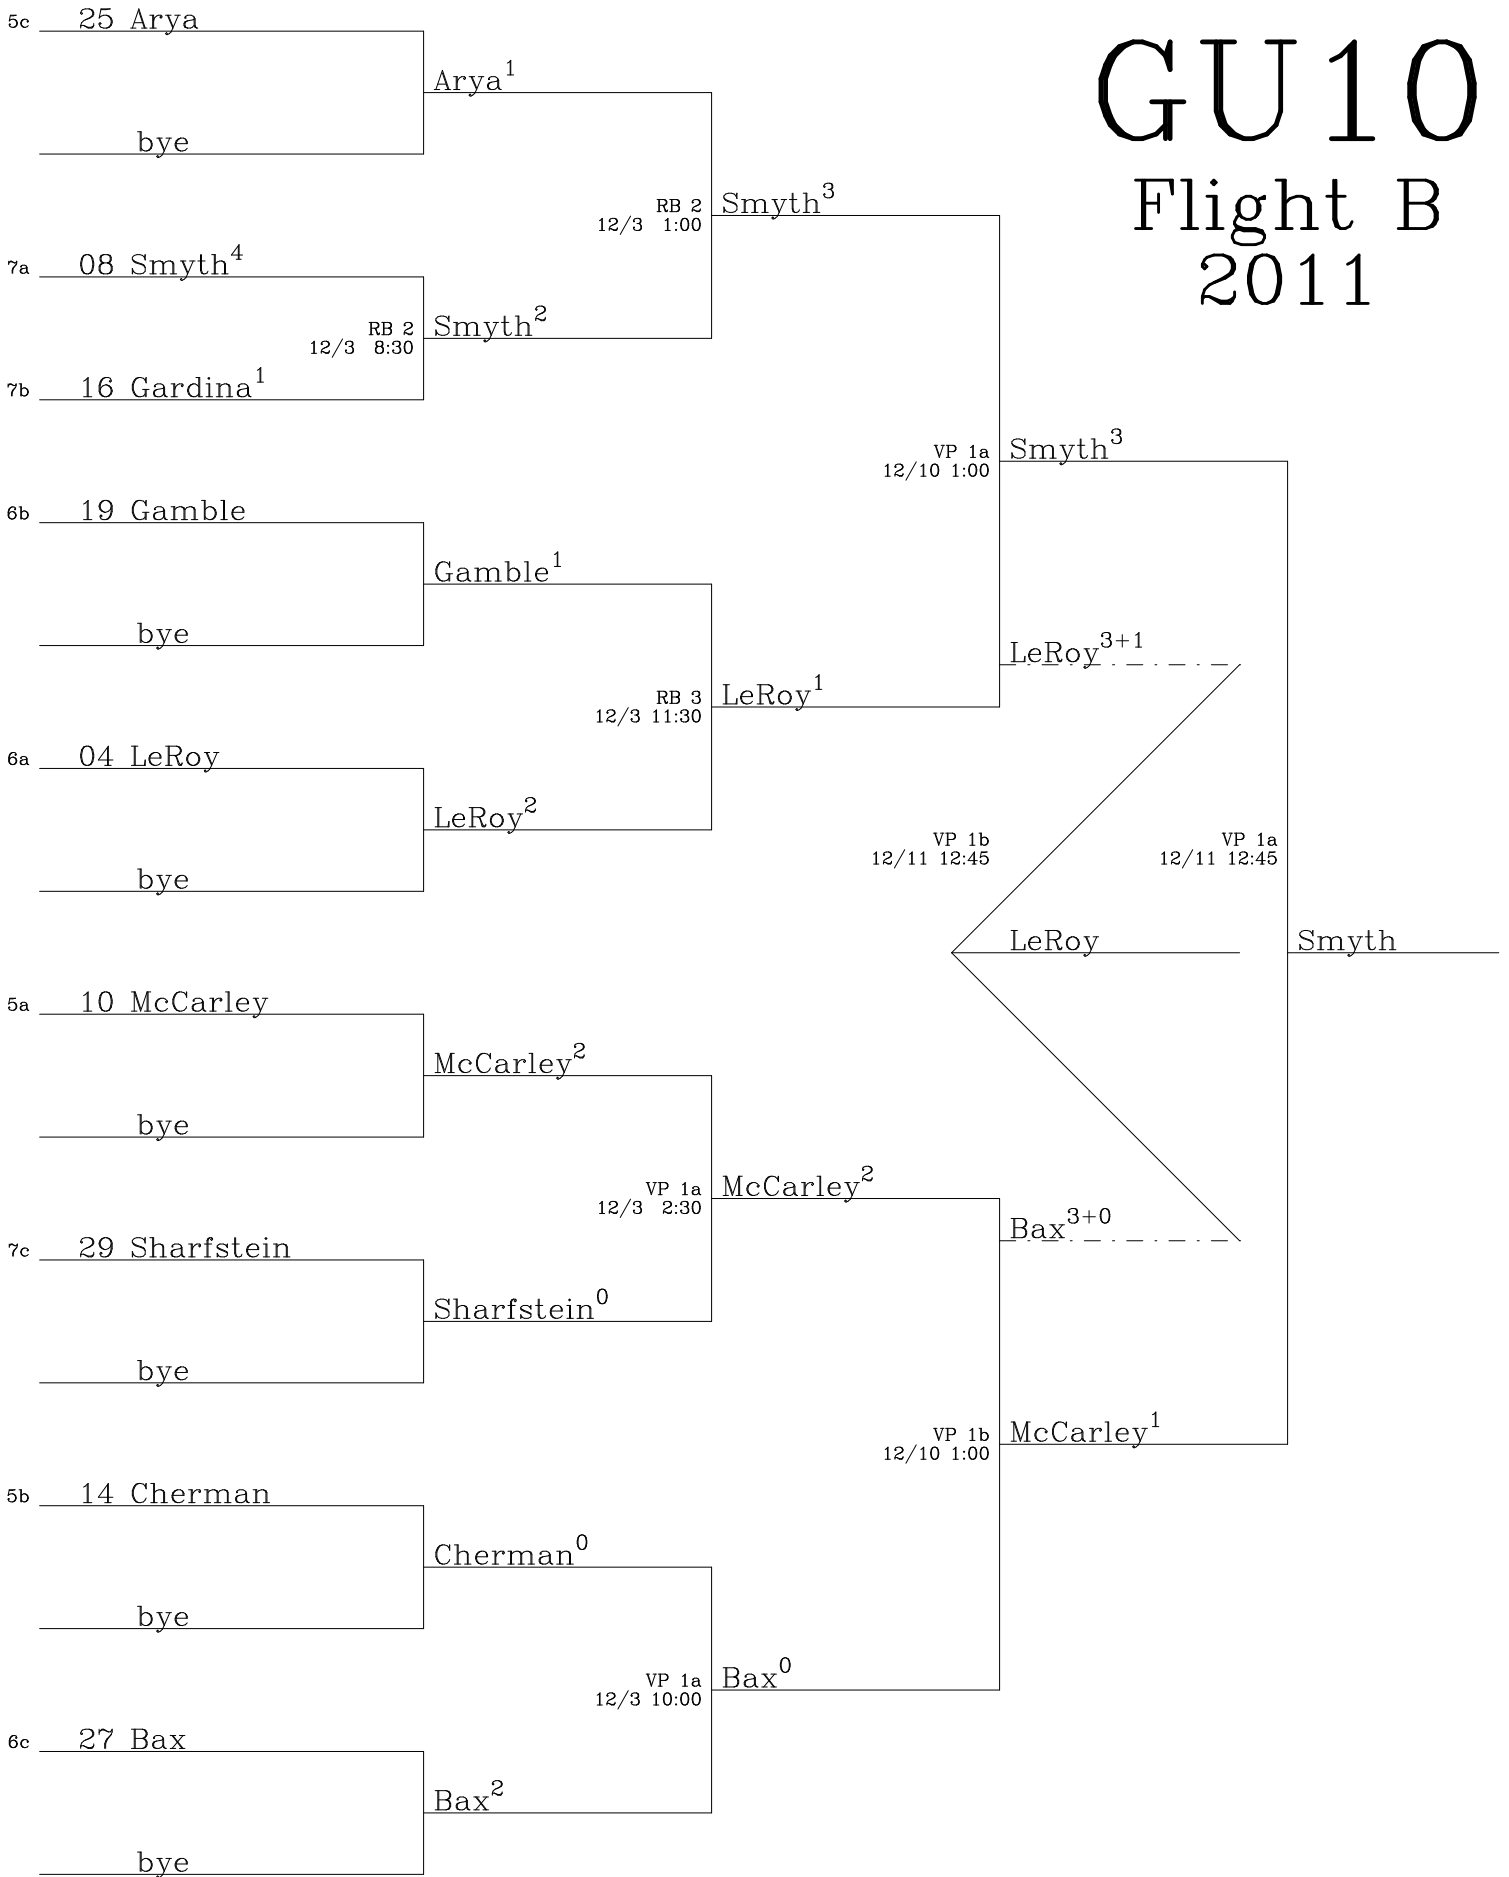 GU10
Flight B
2011
5c 25 Arya
Arya1
bye
RB 2
12/3 1:00
Smyth3
7a 08 Smyth4
RB 2
12/3 8:30
Smyth2
7b 16 Gardina1
VP 1a
12/10 1:00
Smyth3
6b 19 Gamble
Gamble1
bye
LeRoy3+1
RB 3
12/3 11:30
LeRoy1
6a 04 LeRoy
LeRoy2
bye
VP 1b
12/11 12:45
VP 1a
12/11 12:45
LeRoy
Smyth
5a 10 McCarley
McCarley2
bye
VP 1a
12/3 2:30
McCarley2
Bax3+0
7c 29 Sharfstein
Sharfstein0
bye
VP 1b
12/10 1:00
McCarley1
5b 14 Cherman
Cherman0
bye
VP 1a
12/3 10:00
Bax0
6c 27 Bax
Bax2
bye